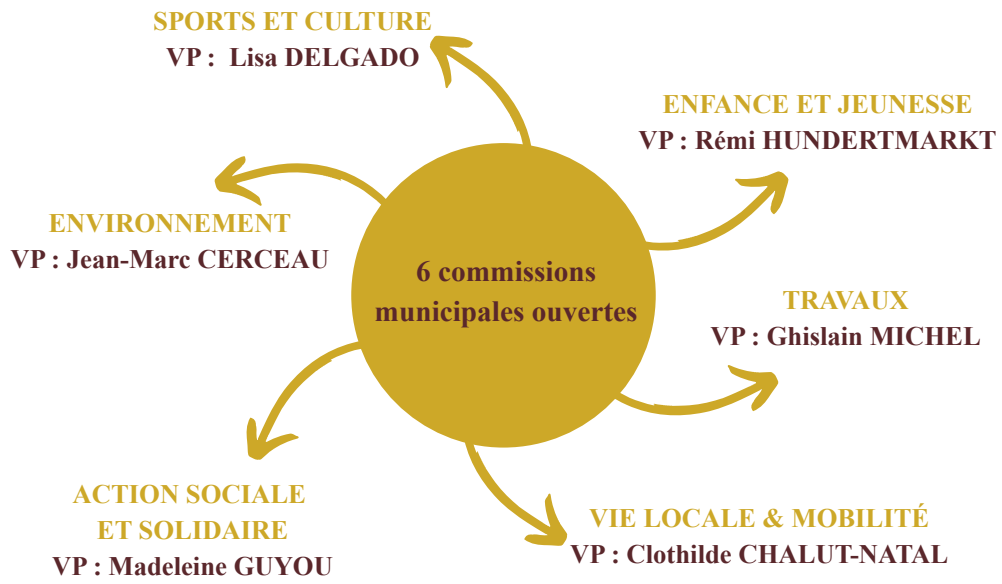 SPORTS ET CULTURE
VP : Lisa DELGADO
ENFANCE ET JEUNESSE
VP : Rémi HUNDERTMARKT
ENVIRONNEMENT
VP : Jean-Marc CERCEAU
6 commissions
municipales ouvertes
TRAVAUX
VP : Ghislain MICHEL
ACTION SOCIALE
ET SOLIDAIRE
VP : Madeleine GUYOU
VIE LOCALE & MOBILITÉ
VP : Clothilde CHALUT-NATAL